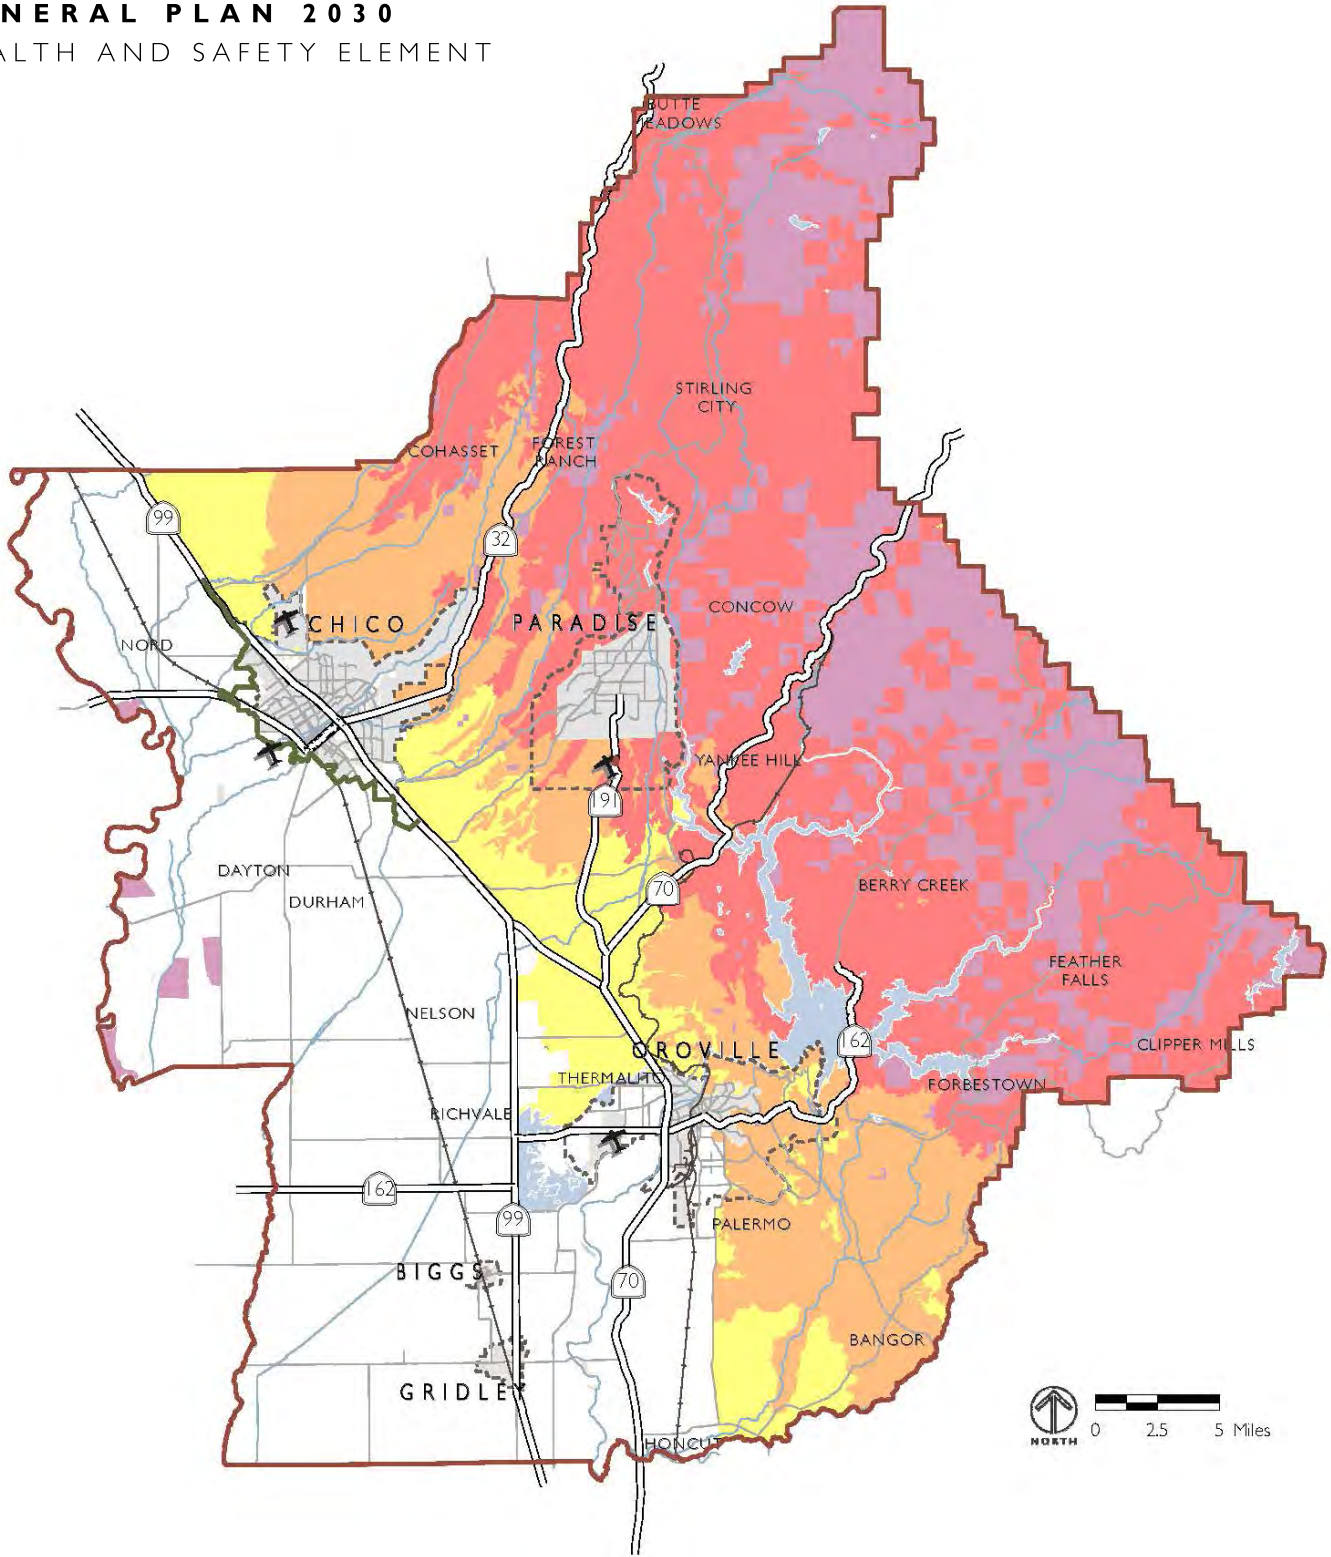 NERAL PLAN 2030
ALTH AND SAFETY ELEMENT
BUTTE
MEADOWS
STIRLING
CITY
COHASSET
FOREST
RANCH
99
32
CHICO
PARADISE
CONCOW
NORD
YANKEE HILL
191
70
DAYTON
DURHAM
BERRY CREEK
FEATHER
FALLS
NELSON
OROVILLE
162
CLIPPER MILLS
THERMALITO
FORBESTOWN
RICHVALE
162
99
PALERMO
BIGGS
70
BANGOR
GRIDLEY
HONCUT
NORTH
0 2.5 5 Miles